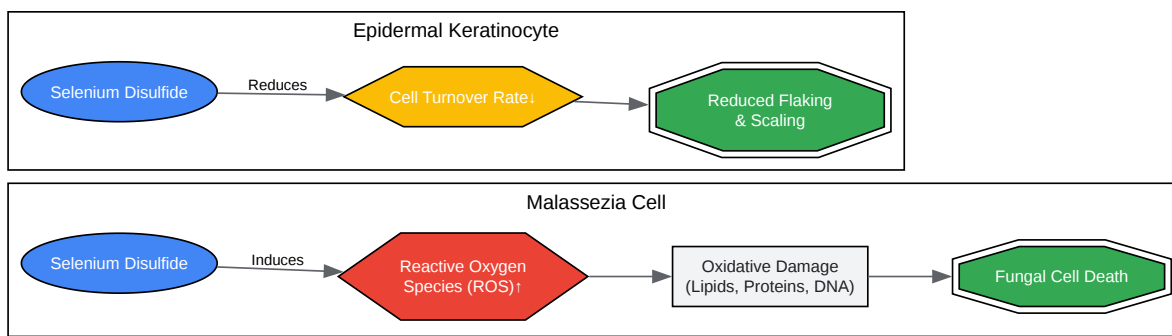 Epidermal Keratinocyte
Selenium Disulfide
Reduces
Cell Turnover Rate↓
Reduced Flaking
& Scaling
Malassezia Cell
Selenium Disulfide
Induces
Reactive Oxygen
Species (ROS)↑
Oxidative Damage
(Lipids, Proteins, DNA)
Fungal Cell Death